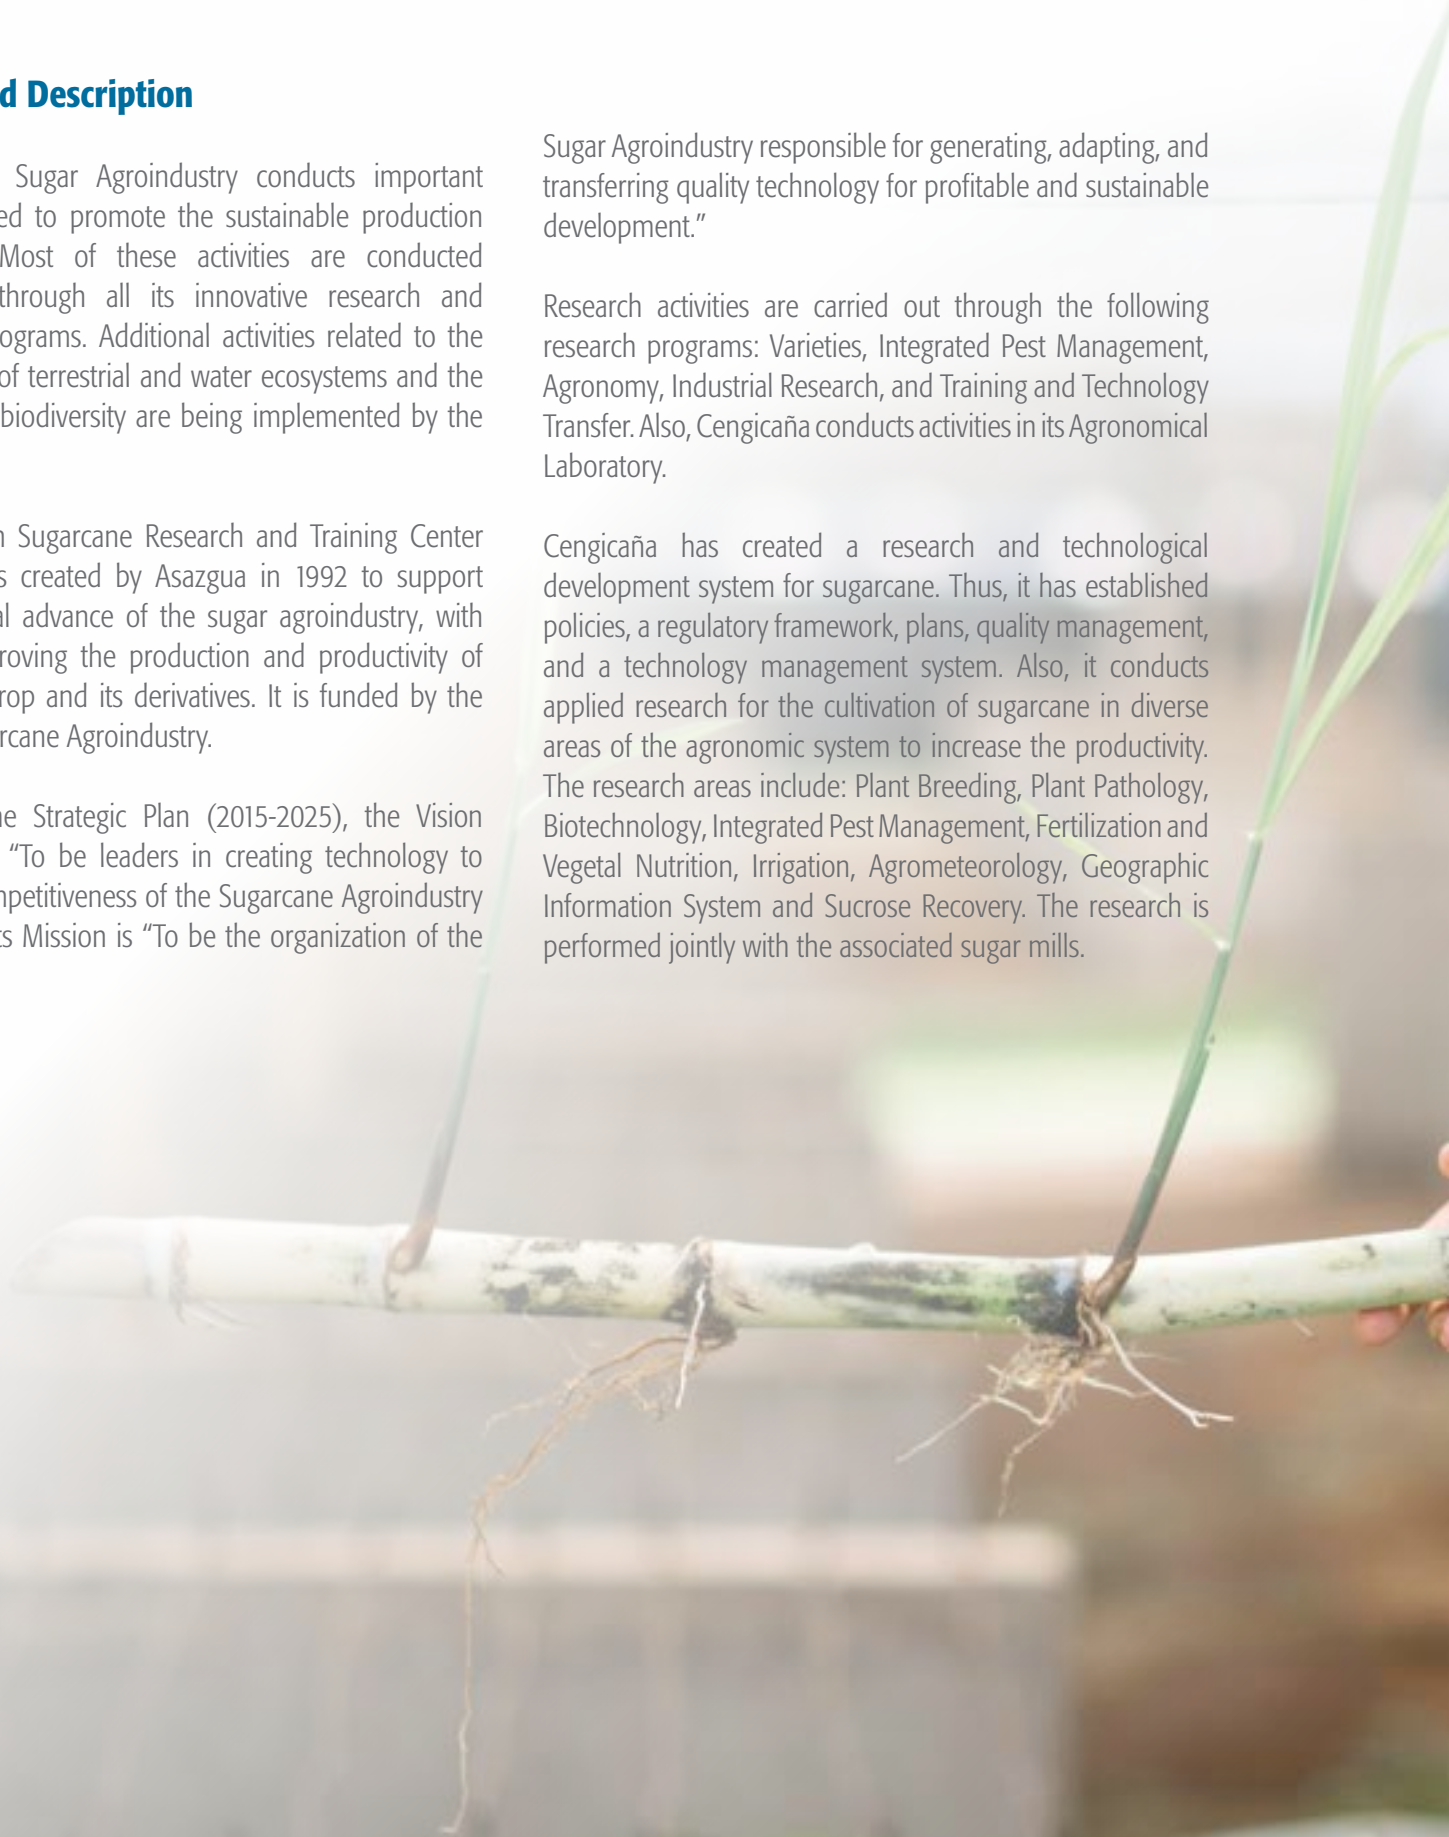 d Description
Sugar Agroindustry conducts important
ed to promote the sustainable production
Most of these activities are conducted
through all its innovative research and
ograms. Additional activities related to the
of terrestrial and water ecosystems and the
biodiversity are being implemented by the
n Sugarcane Research and Training Center
s created by Asazgua in 1992 to support
al advance of the sugar agroindustry, with
roving the production and productivity of
rop and its derivatives. It is funded by the
rcane Agroindustry.
ne Strategic Plan (2015-2025), the Vision
“To be leaders in creating technology to
mpetitiveness of the Sugarcane Agroindustry
ts Mission is “To be the organization of the
Sugar Agroindustry responsible for generating, adapting, and
transferring quality technology for profitable and sustainable
development.”
Research activities are carried out through the following
research programs: Varieties, Integrated Pest Management,
Agronomy, Industrial Research, and Training and Technology
Transfer. Also, Cengicaña conducts activities in its Agronomical
Laboratory.
Cengicaña has created a research and technological
development system for sugarcane. Thus, it has established
policies, a regulatory framework, plans, quality management,
and a technology management system. Also, it conducts
applied research for the cultivation of sugarcane in diverse
areas of the agronomic system to increase the productivity.
The research areas include: Plant Breeding, Plant Pathology,
Biotechnology, Integrated Pest Management, Fertilization and
Vegetal Nutrition, Irrigation, Agrometeorology, Geographic
Information System and Sucrose Recovery. The research is
performed jointly with the associated sugar mills.